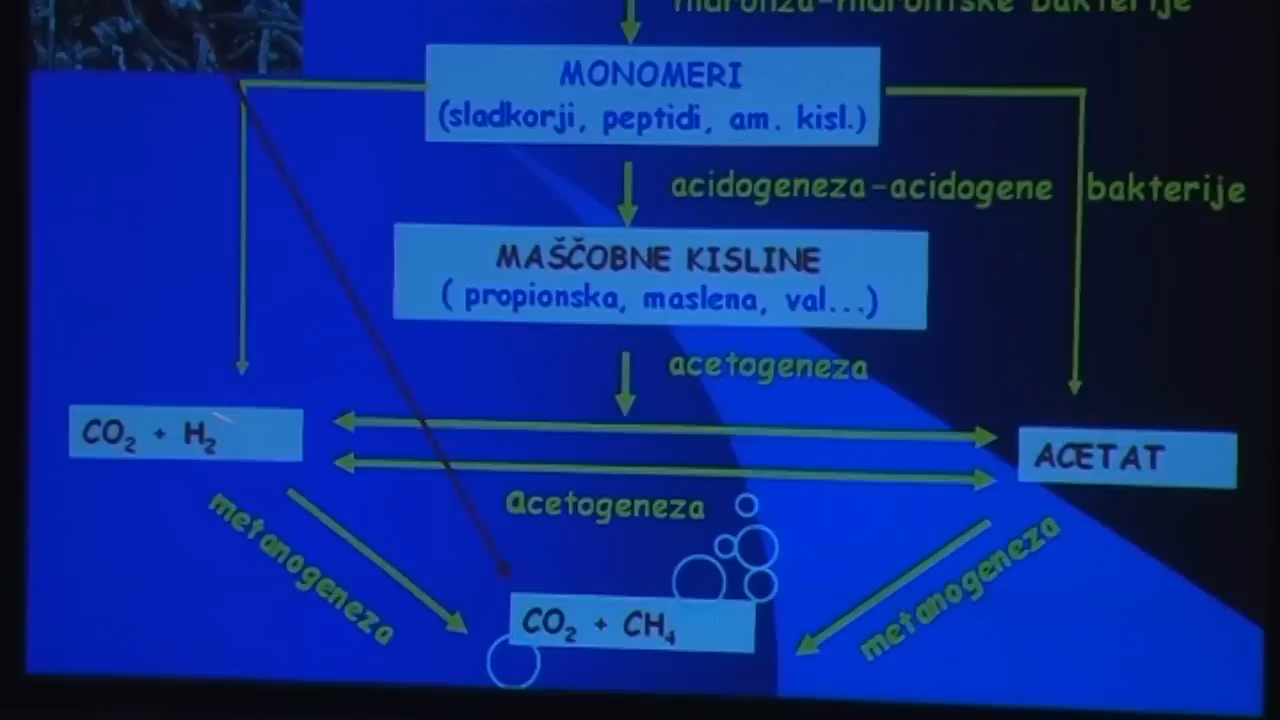 hidroliza-hidrolitske bakterije
MONOMERI
(sladkorji, peptidi, am. kisl.)
acidogeneza-acidogene bakterije
MAŠČOBNE KISLINE
( propionska, maslena, val...)
acetogeneza
CO₂ + H₂
ACETAT
acetogeneza
metanogeneza
metanogeneza
CO₂ + CH₄